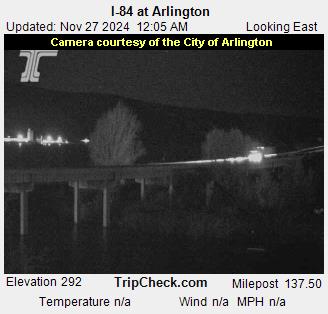 I-84 at Arlington
Updated: Nov 27 2024 12:05 AM Looking East
Camera courtesy of the City of Arlington
Elevation 292 TripCheck.com Milepost 137.50
Temperature n/a Wind n/a MPH n/a